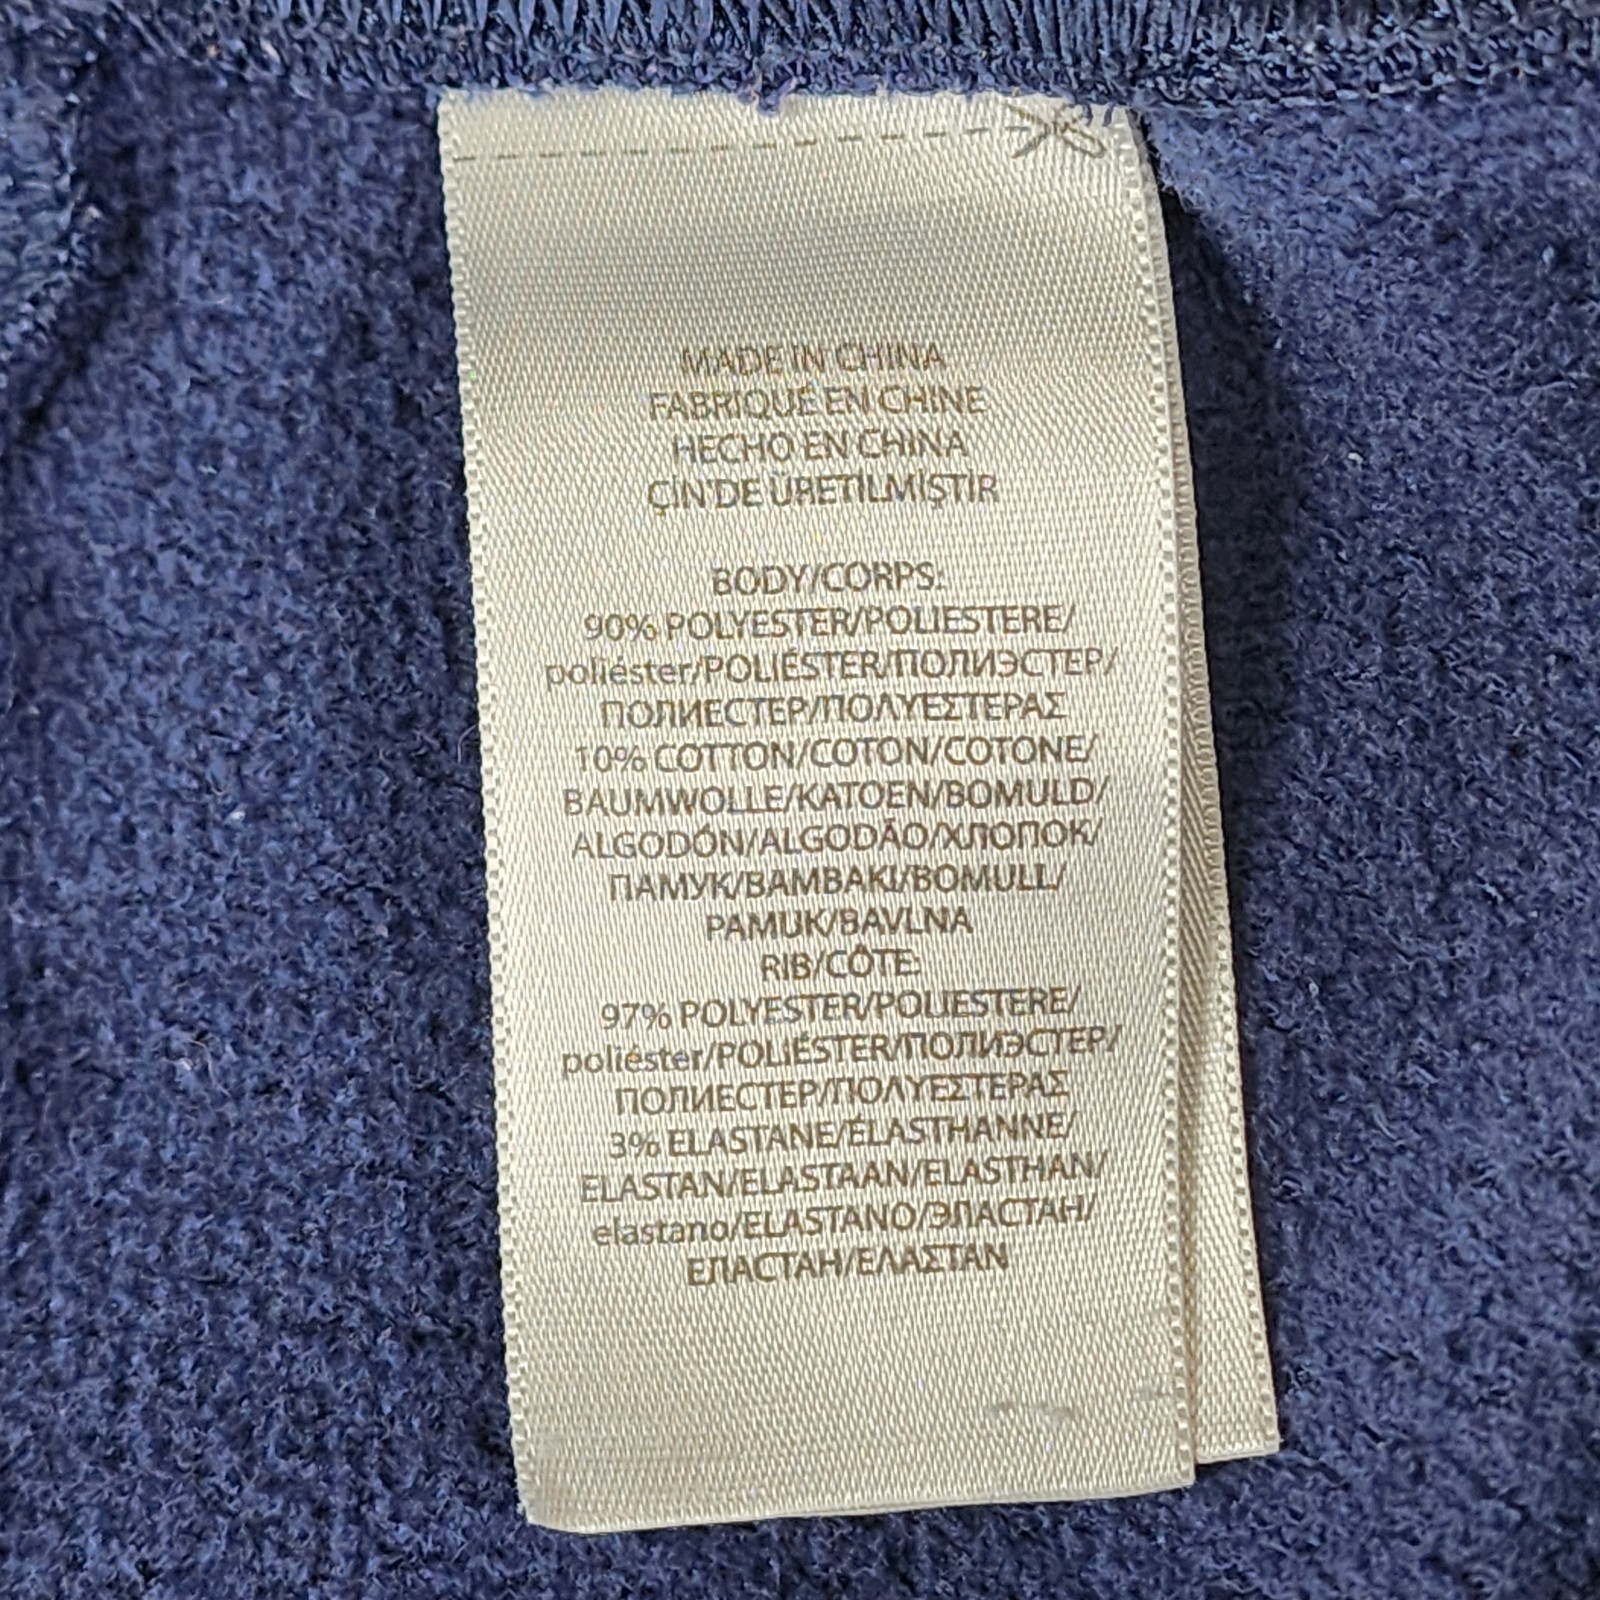 MADE IN CHINA
FABRIQUÉ EN CHINE
HECHO EN CHINA
ÇİN'DE ÜRETİLMİŞTİR
BODY/CORPS:
90% POLYESTER/POLIESTERE/
poliéster/POLIÉSTER/ПОЛИЭСТЕР/
ПОЛИЕСТЕР/ΠΟΛΥΕΣΤΕΡΑΣ
10% COTTON/COTON/COTONE/
BAUMWOLLE/KATOEN/BOMULD/
ALGODÓN/ALGODÃO/ХЛОПОК/
ПАМУК/BAMBAKI/BOMULL/
PAMUK/BAVLNA
RIB/CÔTE:
97% POLYESTER/POLIESTERE/
poliéster/POLIÉSTER/ПОЛИЭСТЕР/
ПОЛИЕСТЕР/ΠΟΛΥΕΣΤΕΡΑΣ
3% ELASTANE/ÉLASTHANNE/
ELASTAN/ELASTAAN/ELASTHAN/
elastano/ELASTANO/ЭЛАСТАН/
ЕЛАСТАН/ΕΛΑΣΤΑΝ